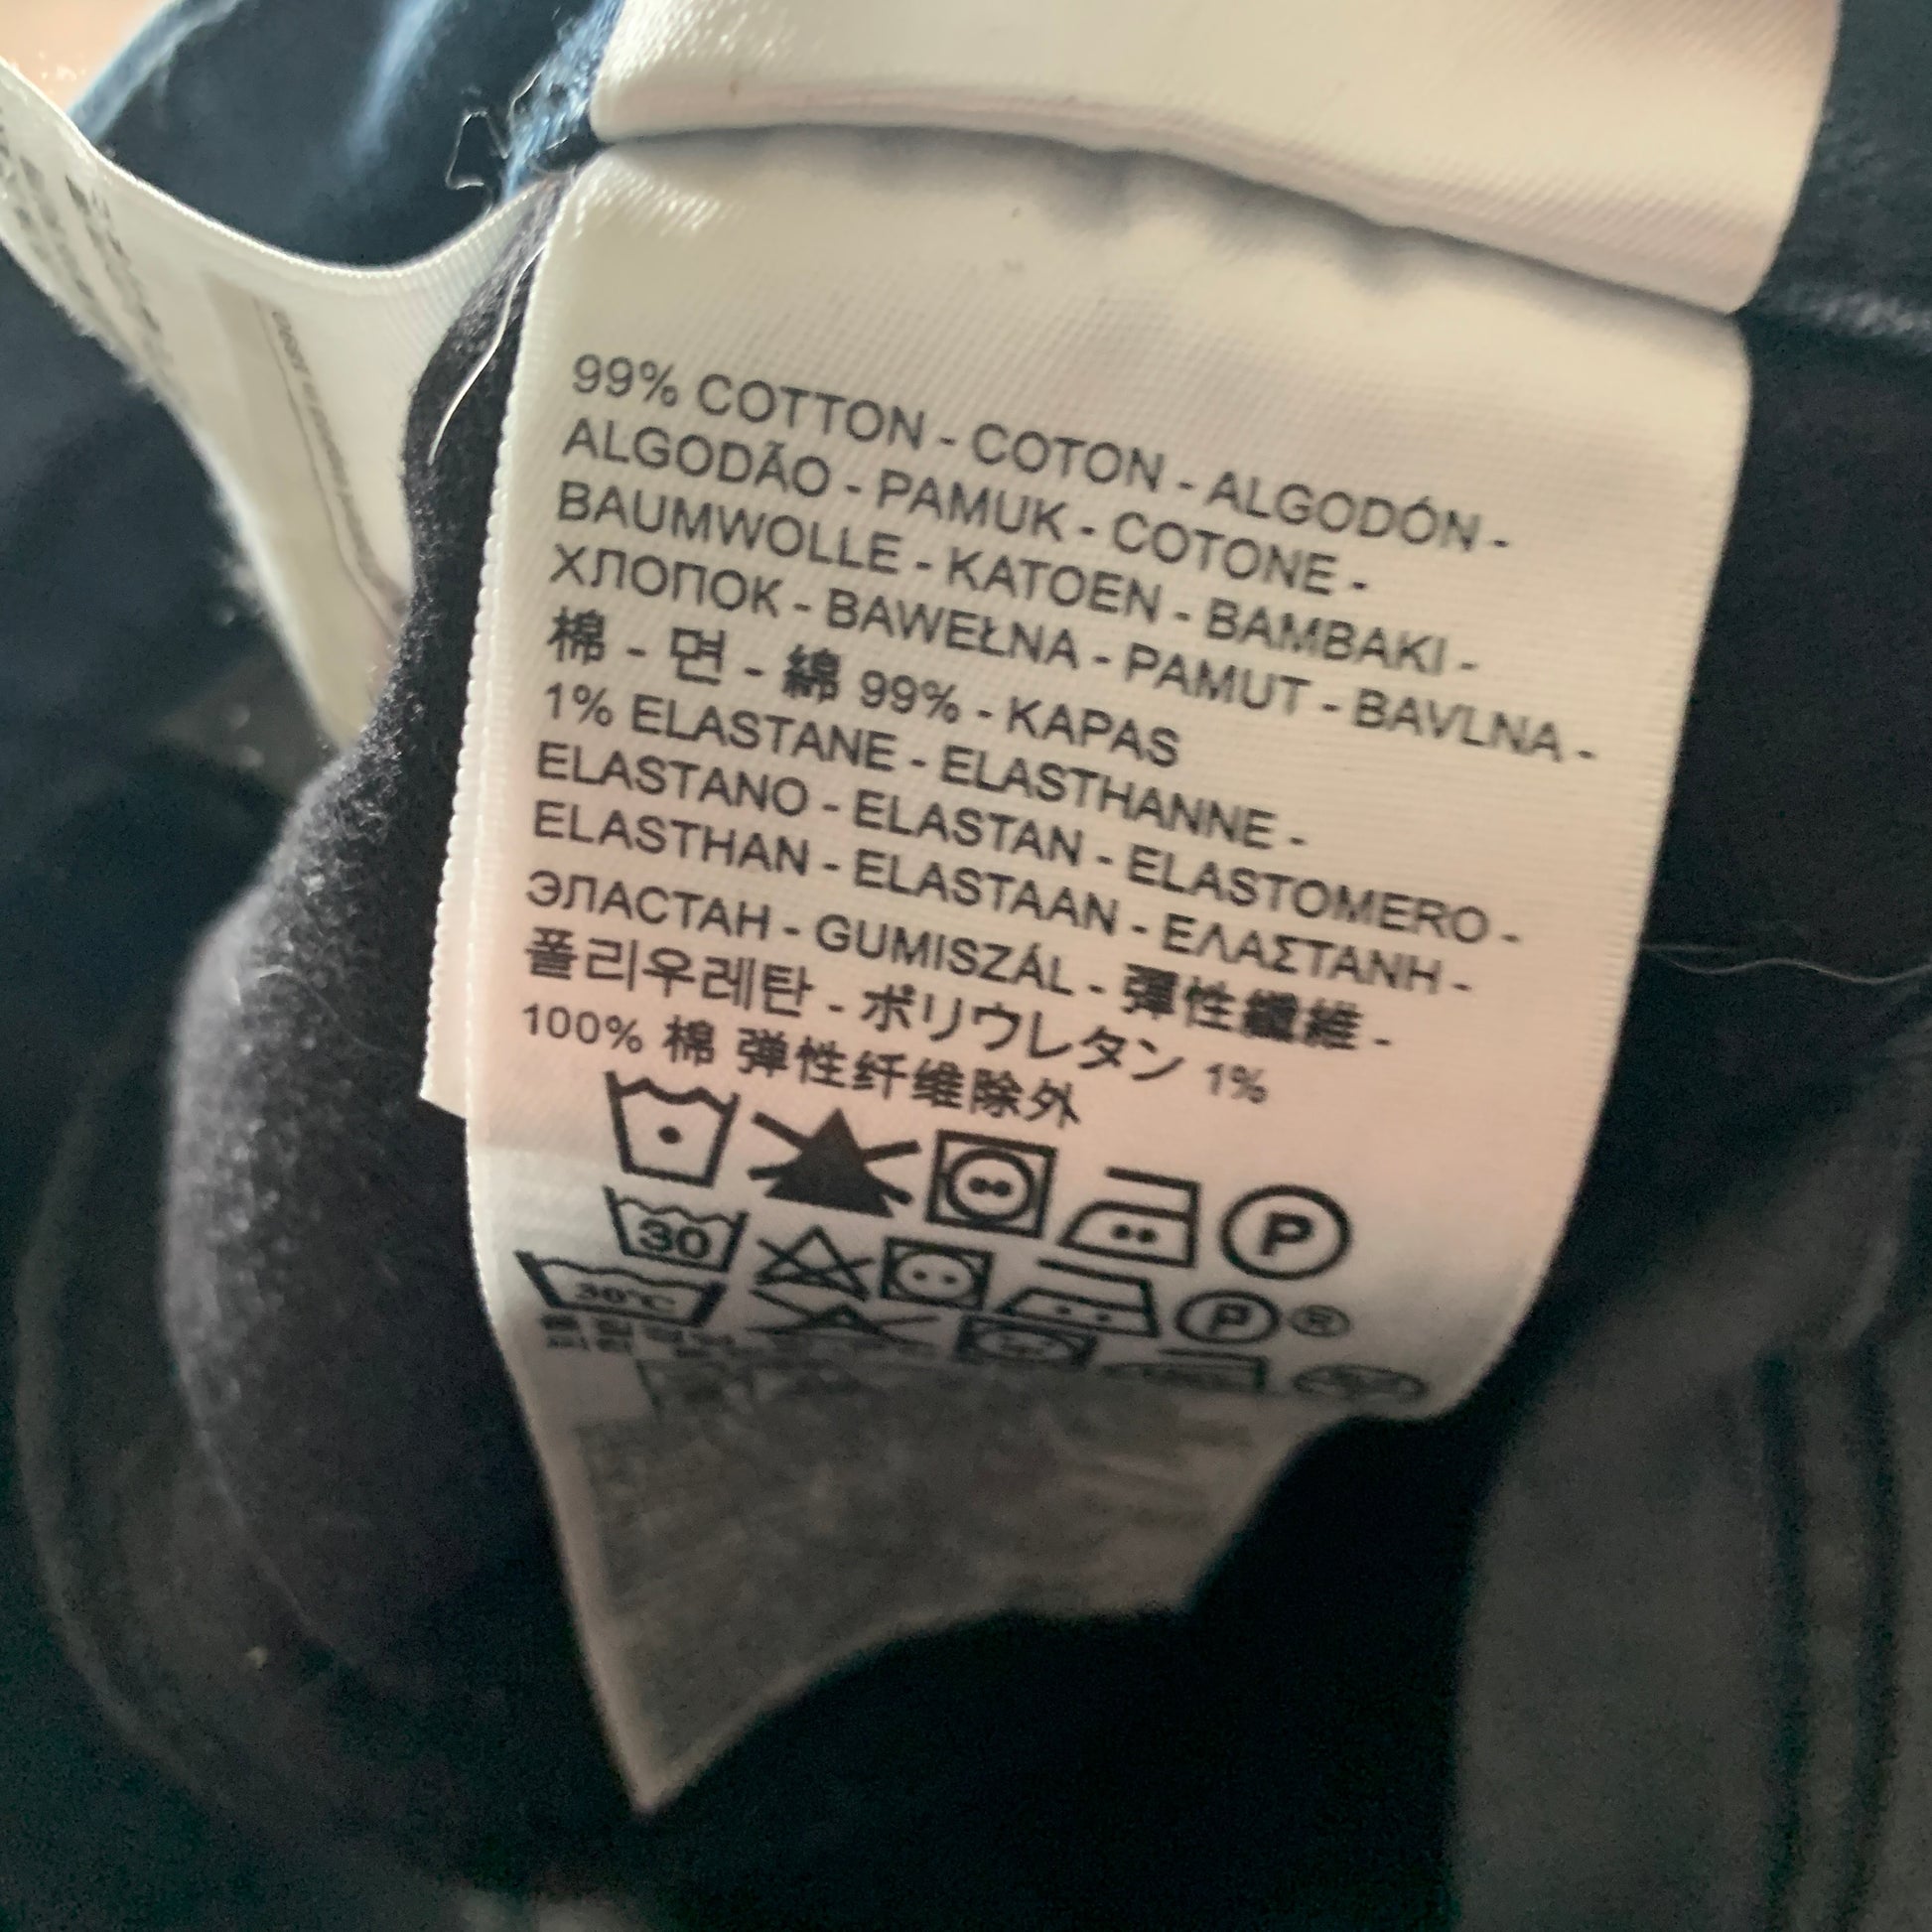 99% COTTON - COTON - ALGODÓN -
ALGODÃO - PAMUK - COTONE -
BAUMWOLLE - KATOEN - BAMBAKI -
ХЛОПОК - BAWEŁNA - PAMUT - BAVLNA -
棉 - 면 - 綿 99% - KAPAS
1% ELASTANE - ELASTHANNE -
ELASTANO - ELASTAN - ELASTOMERO -
ELASTHAN - ELASTAAN - ΕΛΑΣΤΑΝΗ -
ЭЛАСТАН - GUMISZÁL - 彈性纖維 -
폴리우레탄 - ポリウレタン 1%
100% 棉 弹性纤维除外
P
30 P ®
30°C